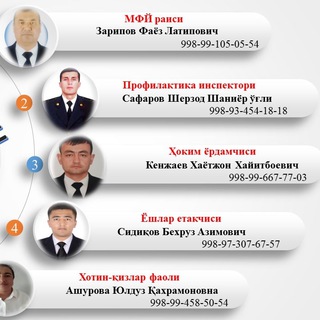 МФЙ раиси
Зарипов Фаёз Латипович
998-99-105-05-54
2
Профилактика инспектори
Сафаров Шерзод Шаниёр ўғли
998-93-454-18-18
3
Ҳоким ёрдамчиси
Кенжаев Хаётжон Хайитбоевич
998-99-667-77-03
4
Ёшлар етакчиси
Сидиқов Бехруз Азимович
998-97-307-67-57
Хотин-қизлар фаоли
Ашурова Юлдуз Қахрамоновна
998-99-458-50-54